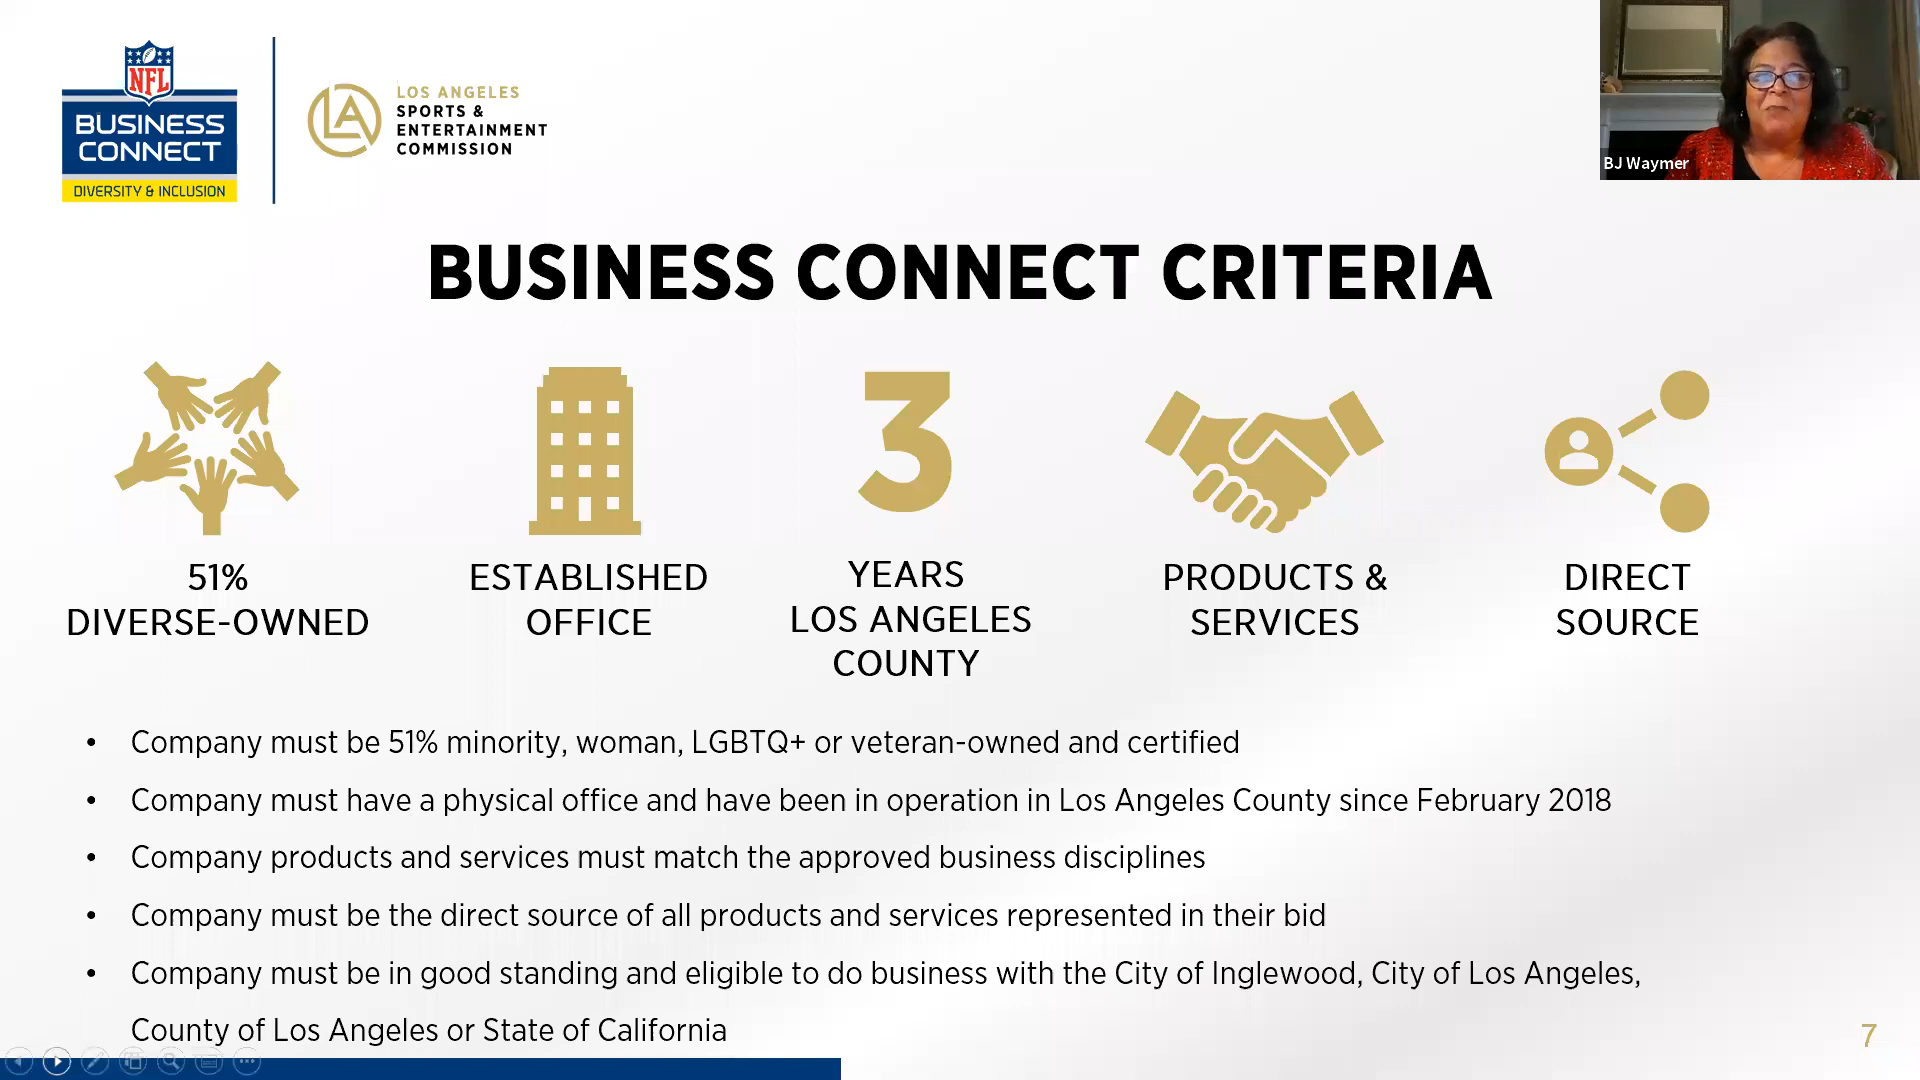 NFL
BUSINESS
CONNECT
DIVERSITY & INCLUSION
LA
LOS ANGELES
SPORTS &
ENTERTAINMENT
COMMISSION
BJ Waymer
BUSINESS CONNECT CRITERIA
51%
DIVERSE-OWNED
ESTABLISHED
OFFICE
3
YEARS
LOS ANGELES
COUNTY
PRODUCTS &
SERVICES
DIRECT
SOURCE
• Company must be 51% minority, woman, LGBTQ+ or veteran-owned and certified
• Company must have a physical office and have been in operation in Los Angeles County since February 2018
• Company products and services must match the approved business disciplines
• Company must be the direct source of all products and services represented in their bid
• Company must be in good standing and eligible to do business with the City of Inglewood, City of Los Angeles,
County of Los Angeles or State of California
7